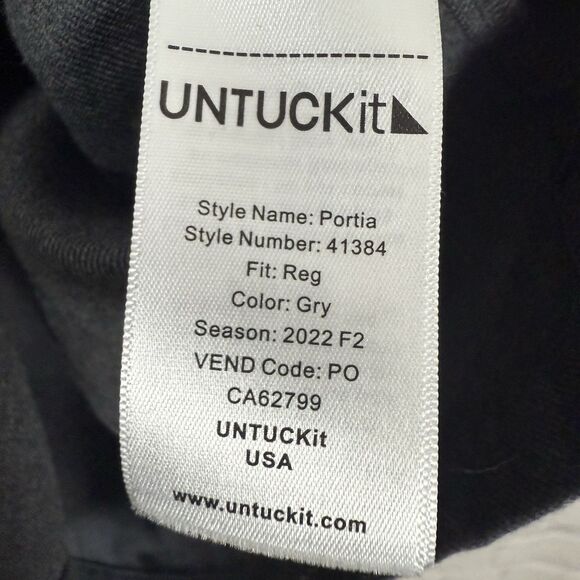 UNTUCKit
Style Name: Portia
Style Number: 41384
Fit: Reg
Color: Gry
Season: 2022 F2
VEND Code: PO
CA62799
UNTUCKit
USA
www.untuckit.com